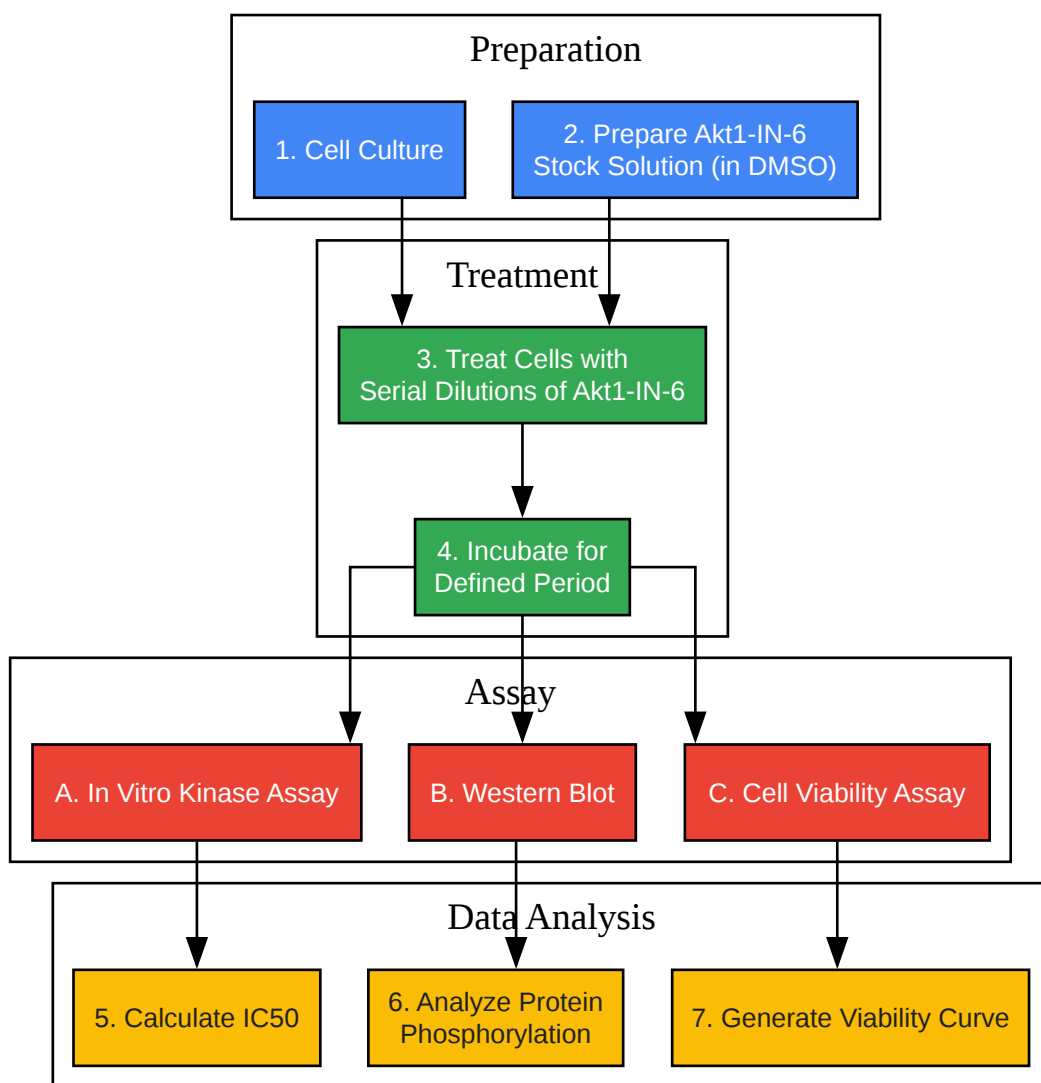 Preparation
1. Cell Culture
2. Prepare Akt1-IN-6
Stock Solution (in DMSO)
Treatment
3. Treat Cells with
Serial Dilutions of Akt1-IN-6
4. Incubate for
Defined Period
Assay
A. In Vitro Kinase Assay
B. Western Blot
C. Cell Viability Assay
Data Analysis
5. Calculate IC50
6. Analyze Protein
Phosphorylation
7. Generate Viability Curve